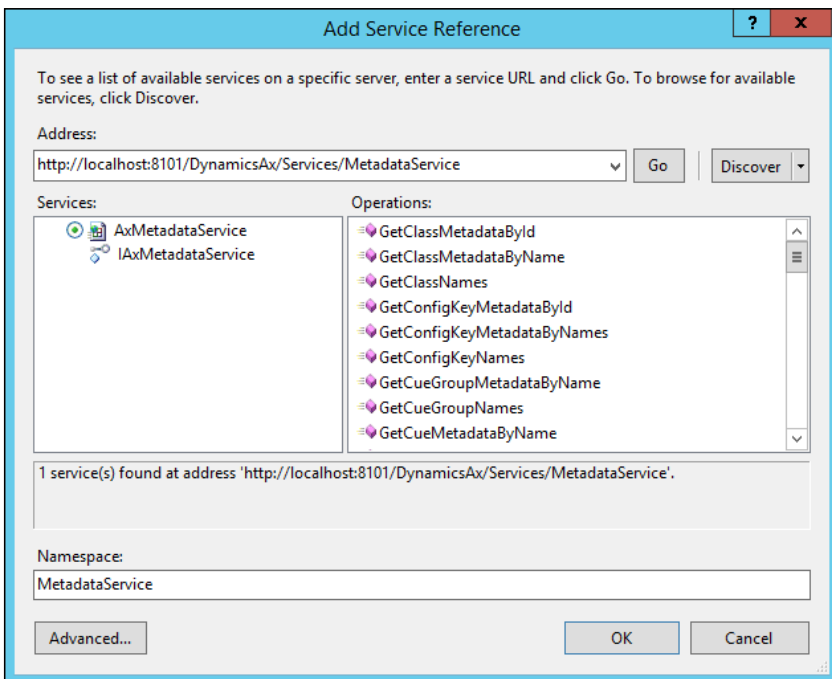 Add Service Reference
?
x
To see a list of available services on a specific server, enter a service URL and click Go. To browse for available
services, click Discover.
Address:
http://localhost:8101/DynamicsAx/Services/MetadataService
Go
Discover
Services:
AxMetadataService
IAxMetadataService
Operations:
GetClassMetadataById
GetClassMetadataByName
GetClassNames
GetConfigKeyMetadataById
GetConfigKeyMetadataByNames
GetConfigKeyNames
GetCueGroupMetadataByName
GetCueGroupNames
GetCueMetadataByName
1 service(s) found at address 'http://localhost:8101/DynamicsAx/Services/MetadataService'.
Namespace:
MetadataService
Advanced...
OK
Cancel